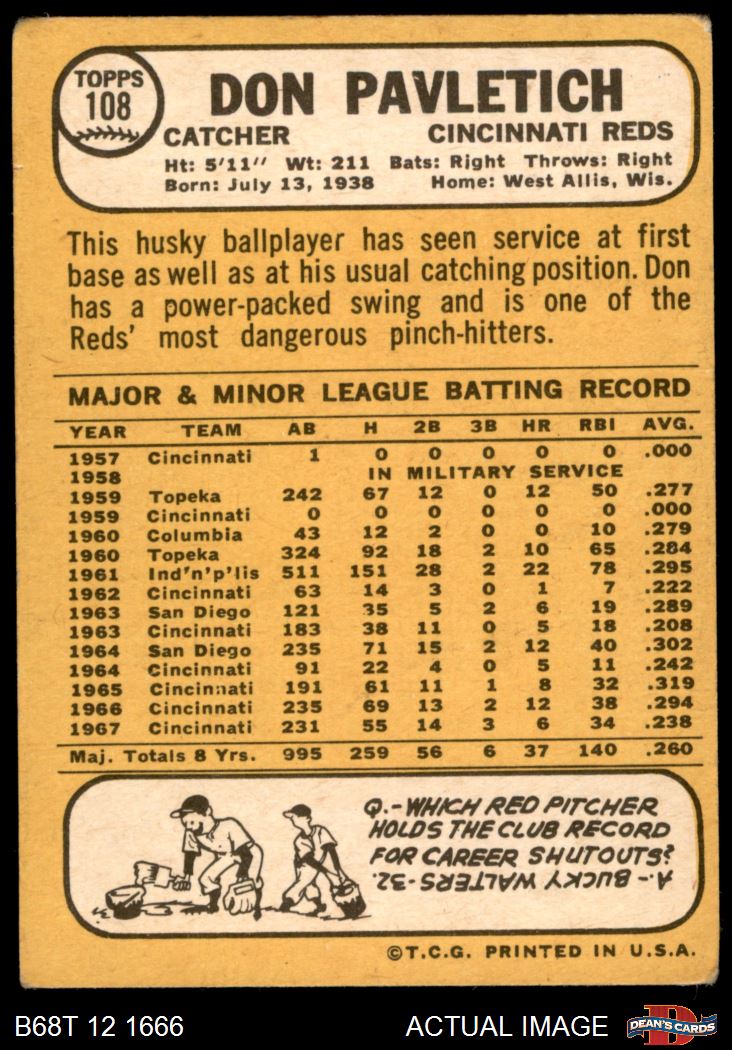 TOPPS
108
DON PAVLETICH
CATCHER CINCINNATI REDS
Ht: 5'11" Wt: 211 Bats: Right Throws: Right
Born: July 13, 1938 Home: West Allis, Wis.
This husky ballplayer has seen service at first
base as well as at his usual catching position. Don
has a power-packed swing and is one of the
Reds' most dangerous pinch-hitters.
MAJOR & MINOR LEAGUE BATTING RECORD
YEAR TEAM AB H 2B 3B HR RBI AVG.
1957 Cincinnati 1 0 0 0 0 0 .000
1958 IN MILITARY SERVICE
1959 Topeka 242 67 12 0 12 50 .277
1959 Cincinnati 0 0 0 0 0 0 .000
1960 Columbia 43 12 2 0 0 10 .279
1960 Topeka 324 92 18 2 10 65 .284
1961 Ind'n'p'lis 511 151 28 2 22 78 .295
1962 Cincinnati 63 14 3 0 1 7 .222
1963 San Diego 121 35 5 2 6 19 .289
1963 Cincinnati 183 38 11 0 5 18 .208
1964 San Diego 235 71 15 2 12 40 .302
1964 Cincinnati 91 22 4 0 5 11 .242
1965 Cincinnati 191 61 11 1 8 32 .319
1966 Cincinnati 235 69 13 2 12 38 .294
1967 Cincinnati 231 55 14 3 6 34 .238
Maj. Totals 8 Yrs. 995 259 56 6 37 140 .260
Q.-WHICH RED PITCHER
HOLDS THE CLUB RECORD
FOR CAREER SHUTOUTS?
A-BUCKY WALTERS-32.
©T.C.G. PRINTED IN U.S.A.
B68T 12 1666 ACTUAL IMAGE
D
DEAN'S CARDS